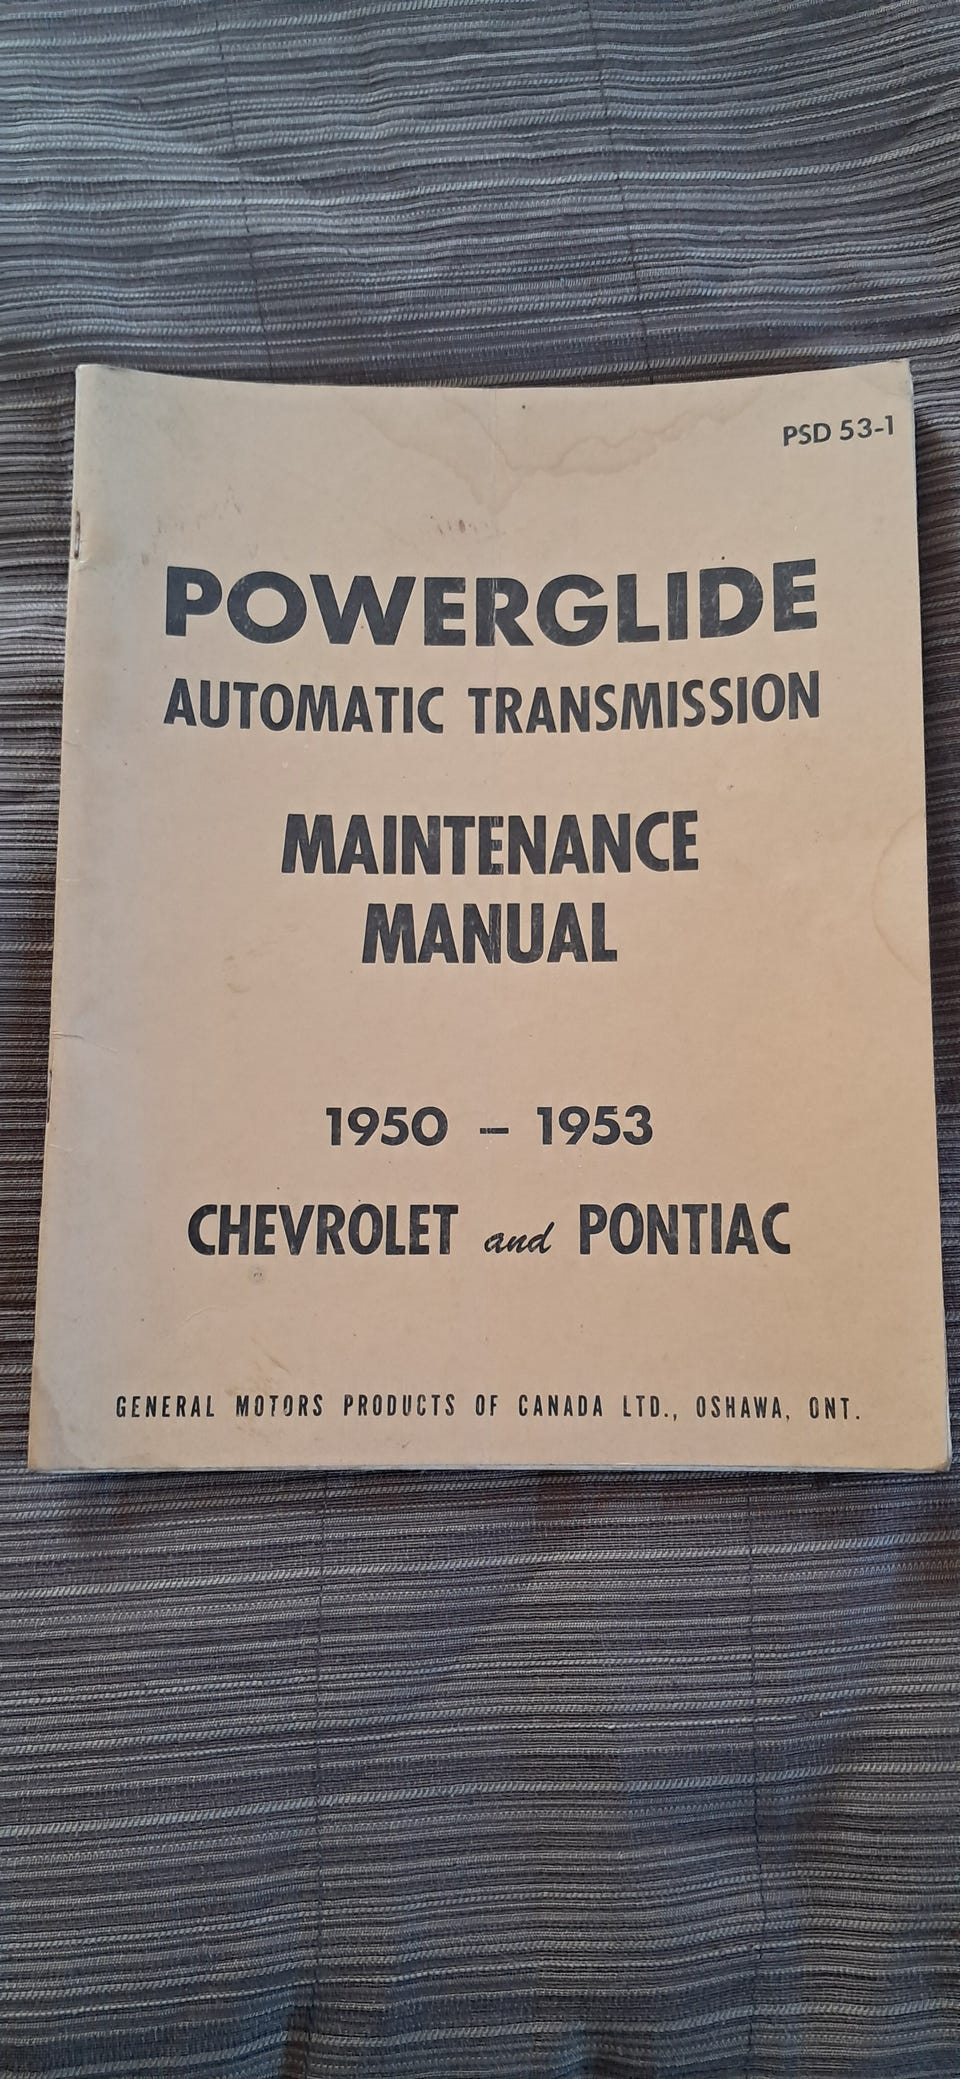 PSD 53-1
POWERGLIDE
AUTOMATIC TRANSMISSION
MAINTENANCE
MANUAL
1950 - 1953
CHEVROLET and PONTIAC
GENERAL MOTORS PRODUCTS OF CANADA LTD., OSHAWA, ONT.